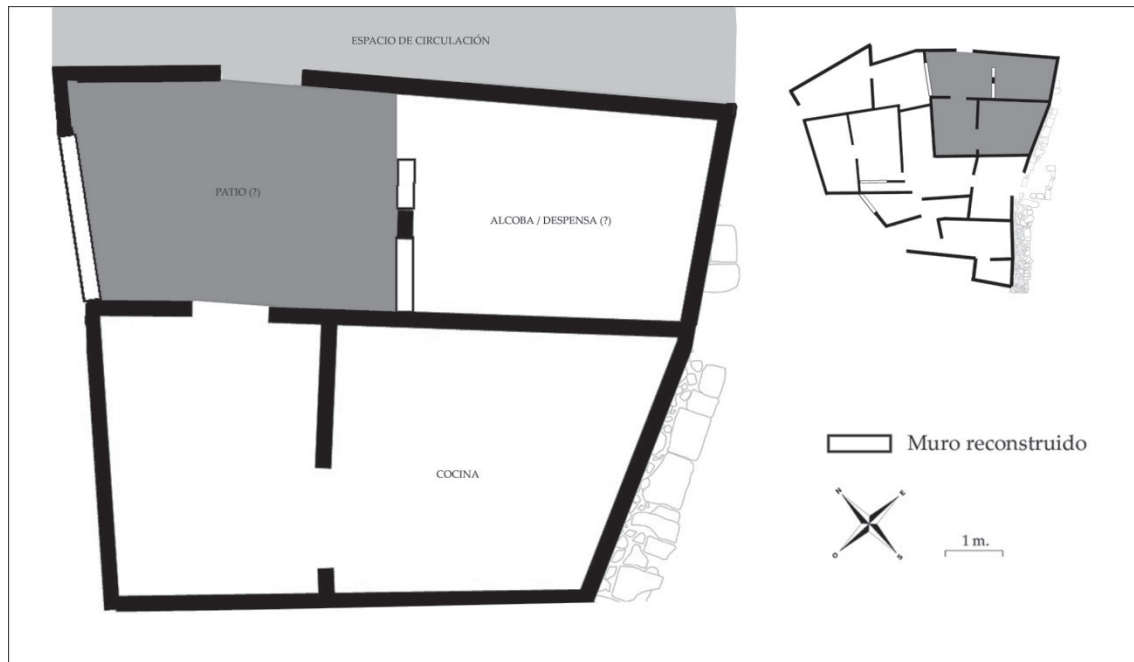 ESPACIO DE CIRCULACIÓN
PATIO (?)
ALCOBA / DESPENSA (?)
COCINA
Muro reconstruido
N
E
O
S
1 m.